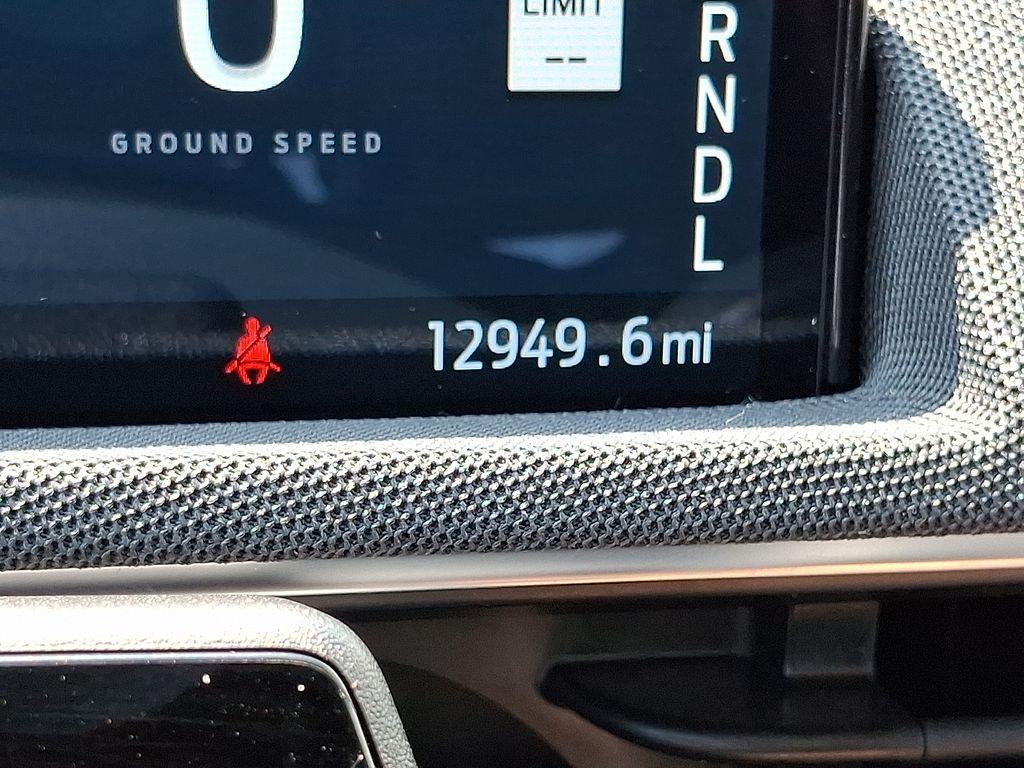 0
LIMIT
--
GROUND SPEED
R
N
D
L
12949.6mi